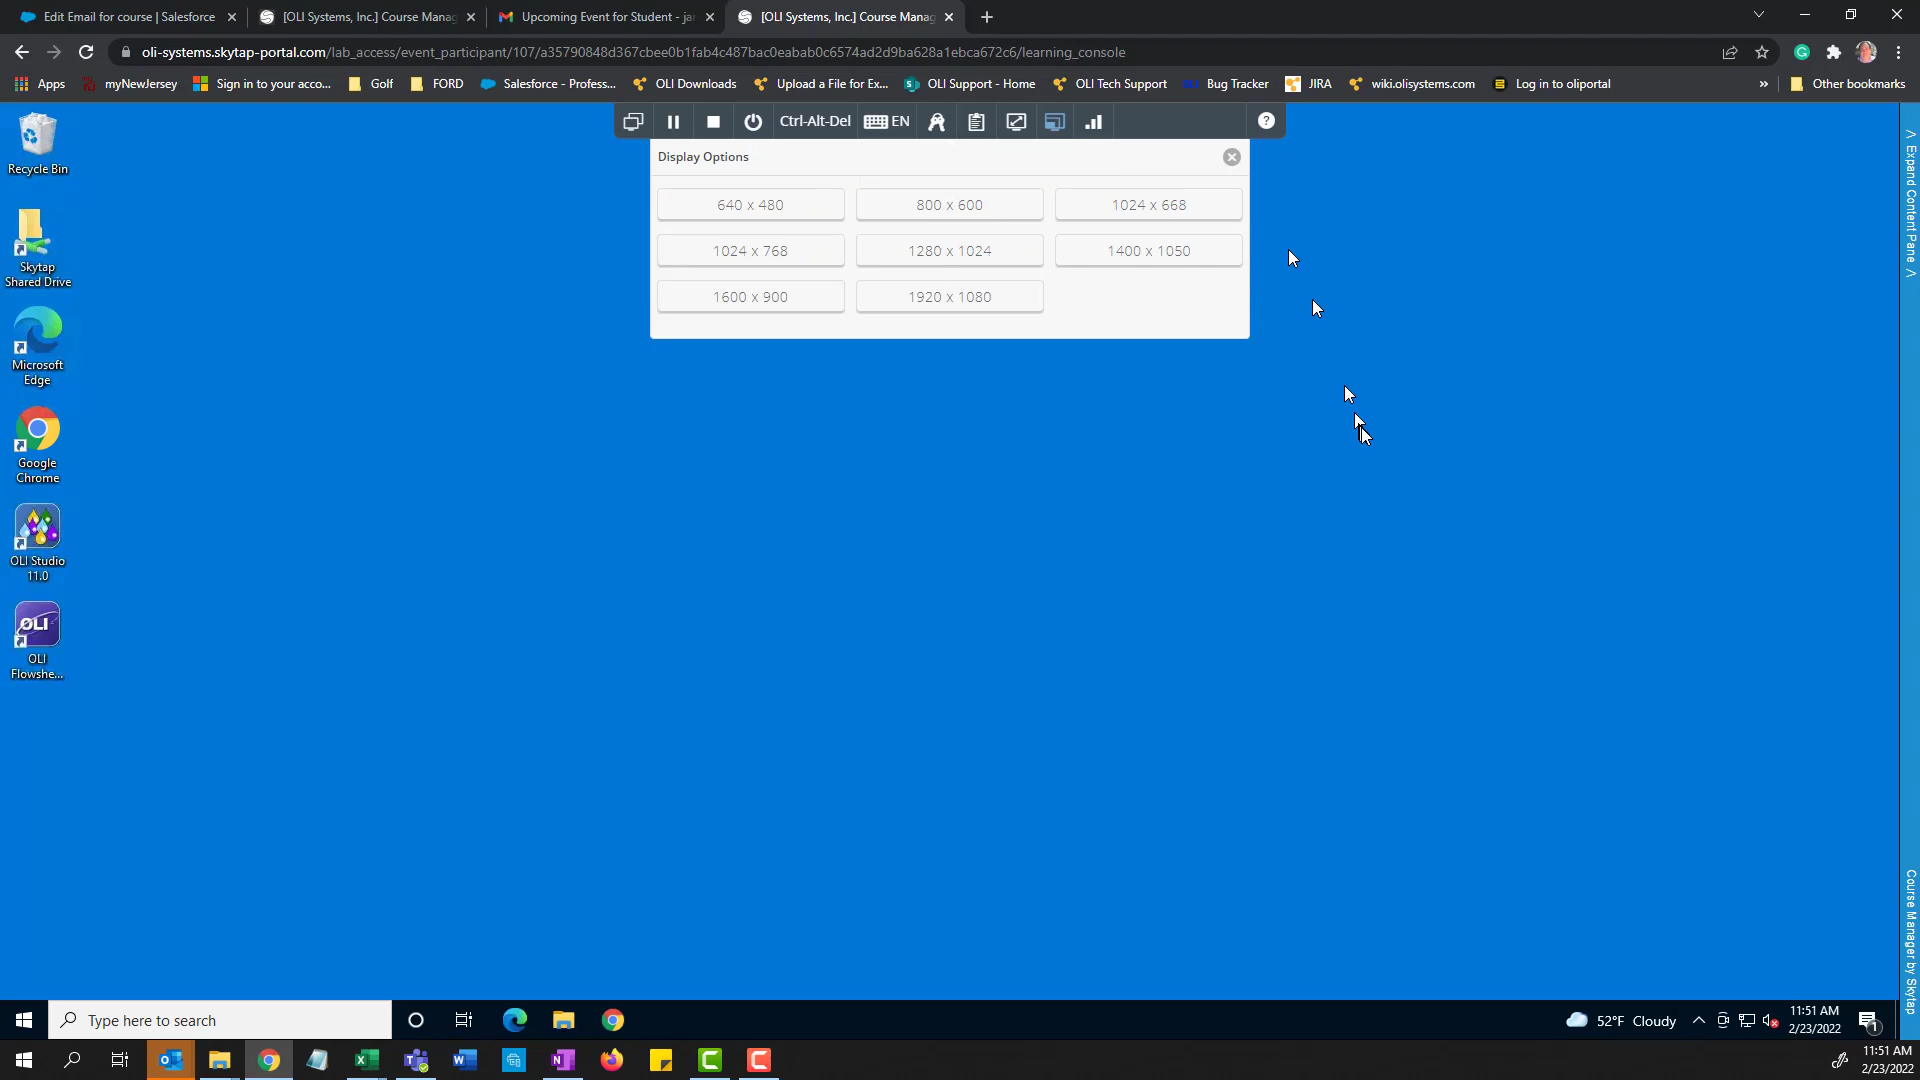 Edit Email for course | Salesforce
[OLI Systems, Inc.] Course Manag
Upcoming Event for Student - jar
[OLI Systems, Inc.] Course Manag
oli-systems.skytap-portal.com/lab_access/event_participant/107/a35790848d367cbee0b1fab4c487bac0eabab0c6574ad2d9ba628a1ebca672c6/learning_console
Apps
myNewJersey
Sign in to your acco...
Golf
FORD
Salesforce - Profess...
OLI Downloads
Upload a File for Ex...
OLI Support - Home
OLI Tech Support
Bug Tracker
JIRA
wiki.olisystems.com
Log in to oliportal
»
Other bookmarks
Ctrl-Alt-Del
EN
Display Options
640 x 480
800 x 600
1024 x 668
1024 x 768
1280 x 1024
1400 x 1050
1600 x 900
1920 x 1080
Recycle Bin
Skytap
Shared Drive
Microsoft
Edge
Google
Chrome
OLI Studio
11.0
OLI
OLI
Flowshe...
Expand Content Pane
Course Manager by Skytap
Type here to search
52°F Cloudy
11:51 AM
2/23/2022
1
11:51 AM
2/23/2022